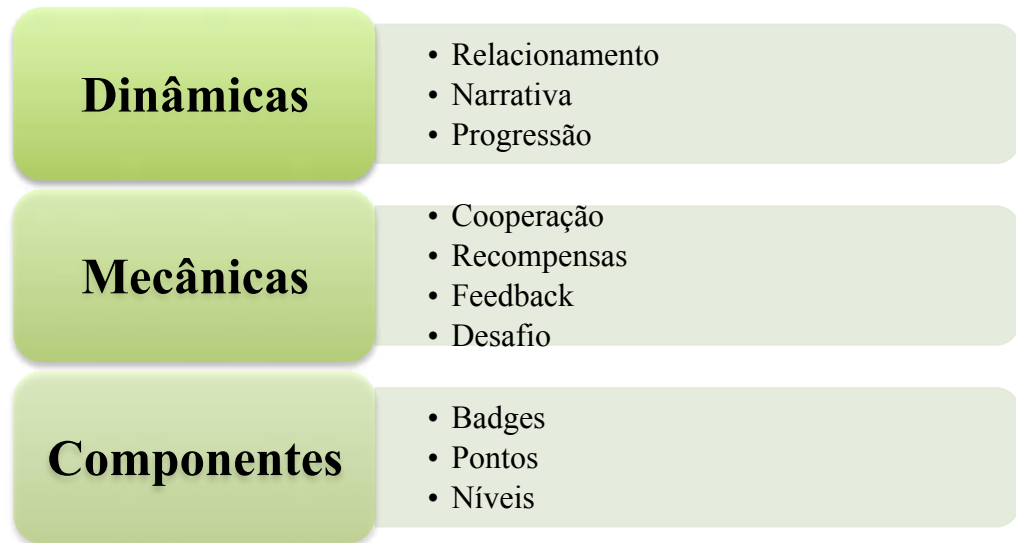 Dinâmicas
• Relacionamento
• Narrativa
• Progressão
Mecânicas
• Cooperação
• Recompensas
• Feedback
• Desafio
Componentes
• Badges
• Pontos
• Níveis